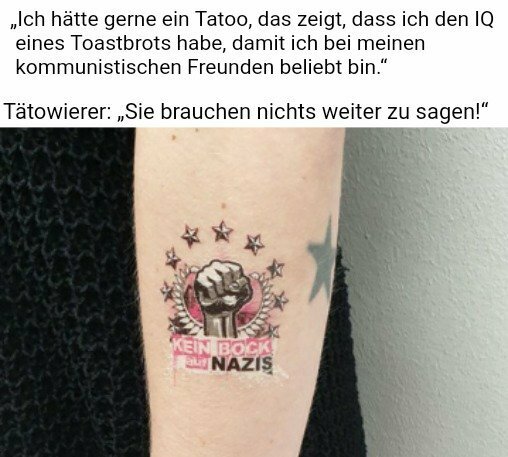 „Ich hätte gerne ein Tatoo, das zeigt, dass ich den IQ
eines Toastbrots habe, damit ich bei meinen
kommunistischen Freunden beliebt bin.“
Tätowierer: „Sie brauchen nichts weiter zu sagen!“
KEIN BOCK
auf NAZIS